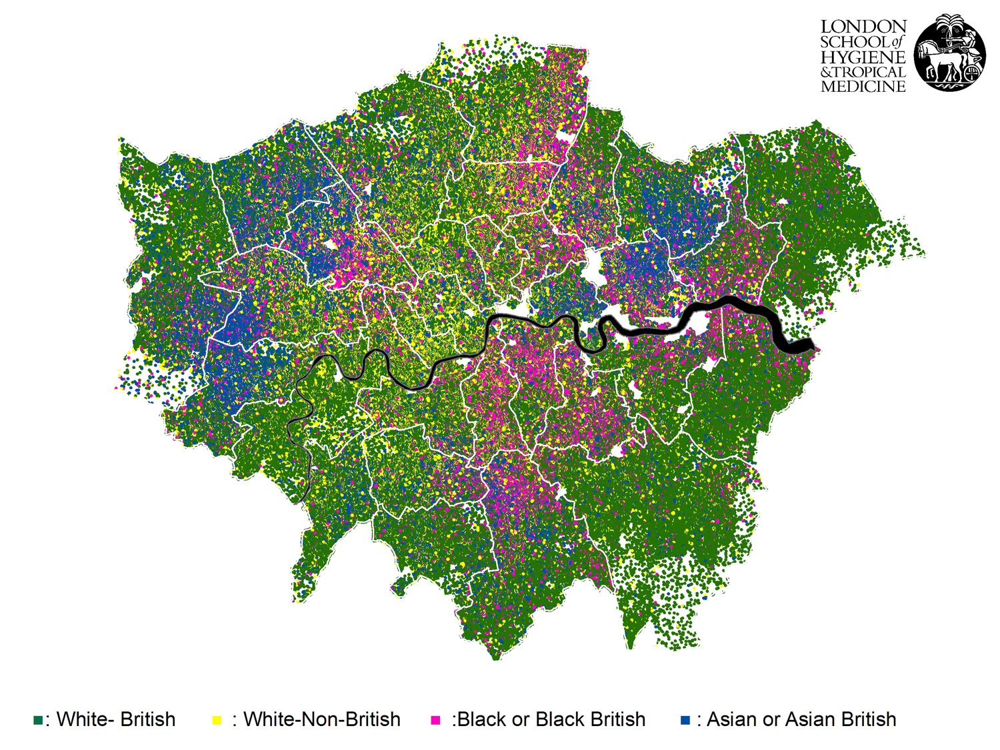 LONDON
SCHOOL of
HYGIENE
&TROPICAL
MEDICINE
: White- British : White-Non-British :Black or Black British : Asian or Asian British